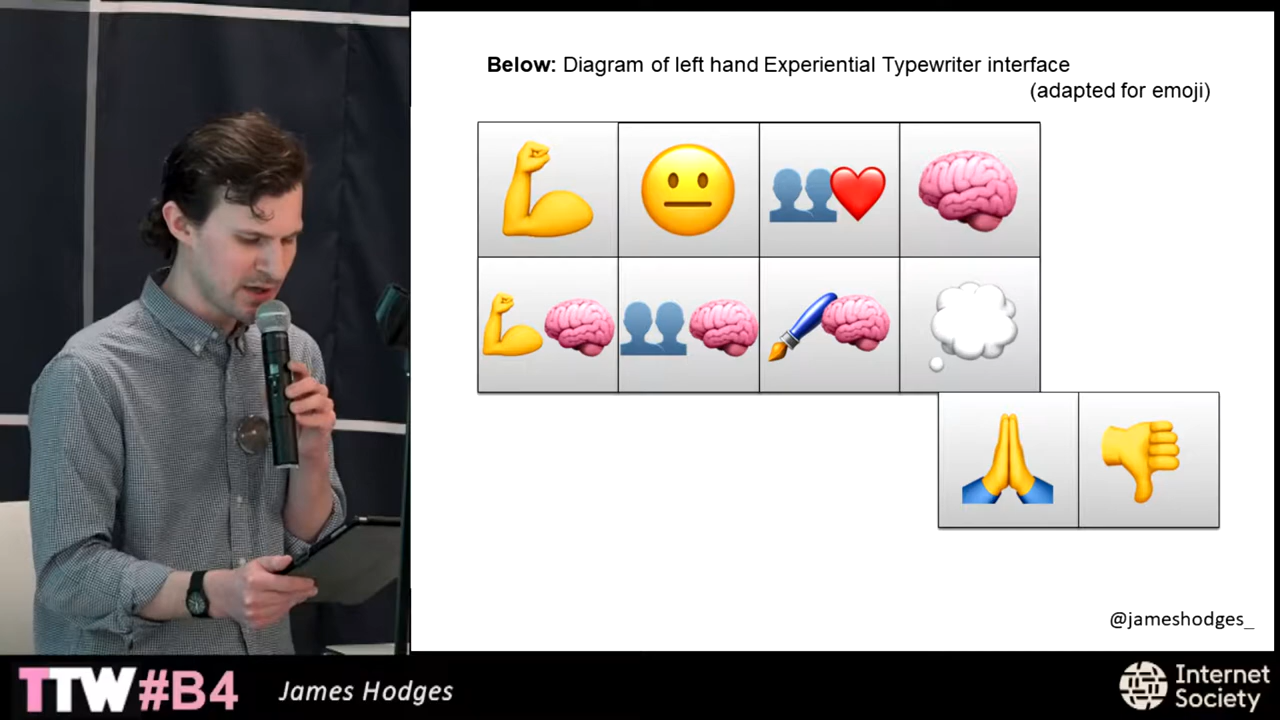 Below: Diagram of left hand Experiential Typewriter interface
(adapted for emoji)
@jameshodges_
TTW#B4
James Hodges
Internet
Society